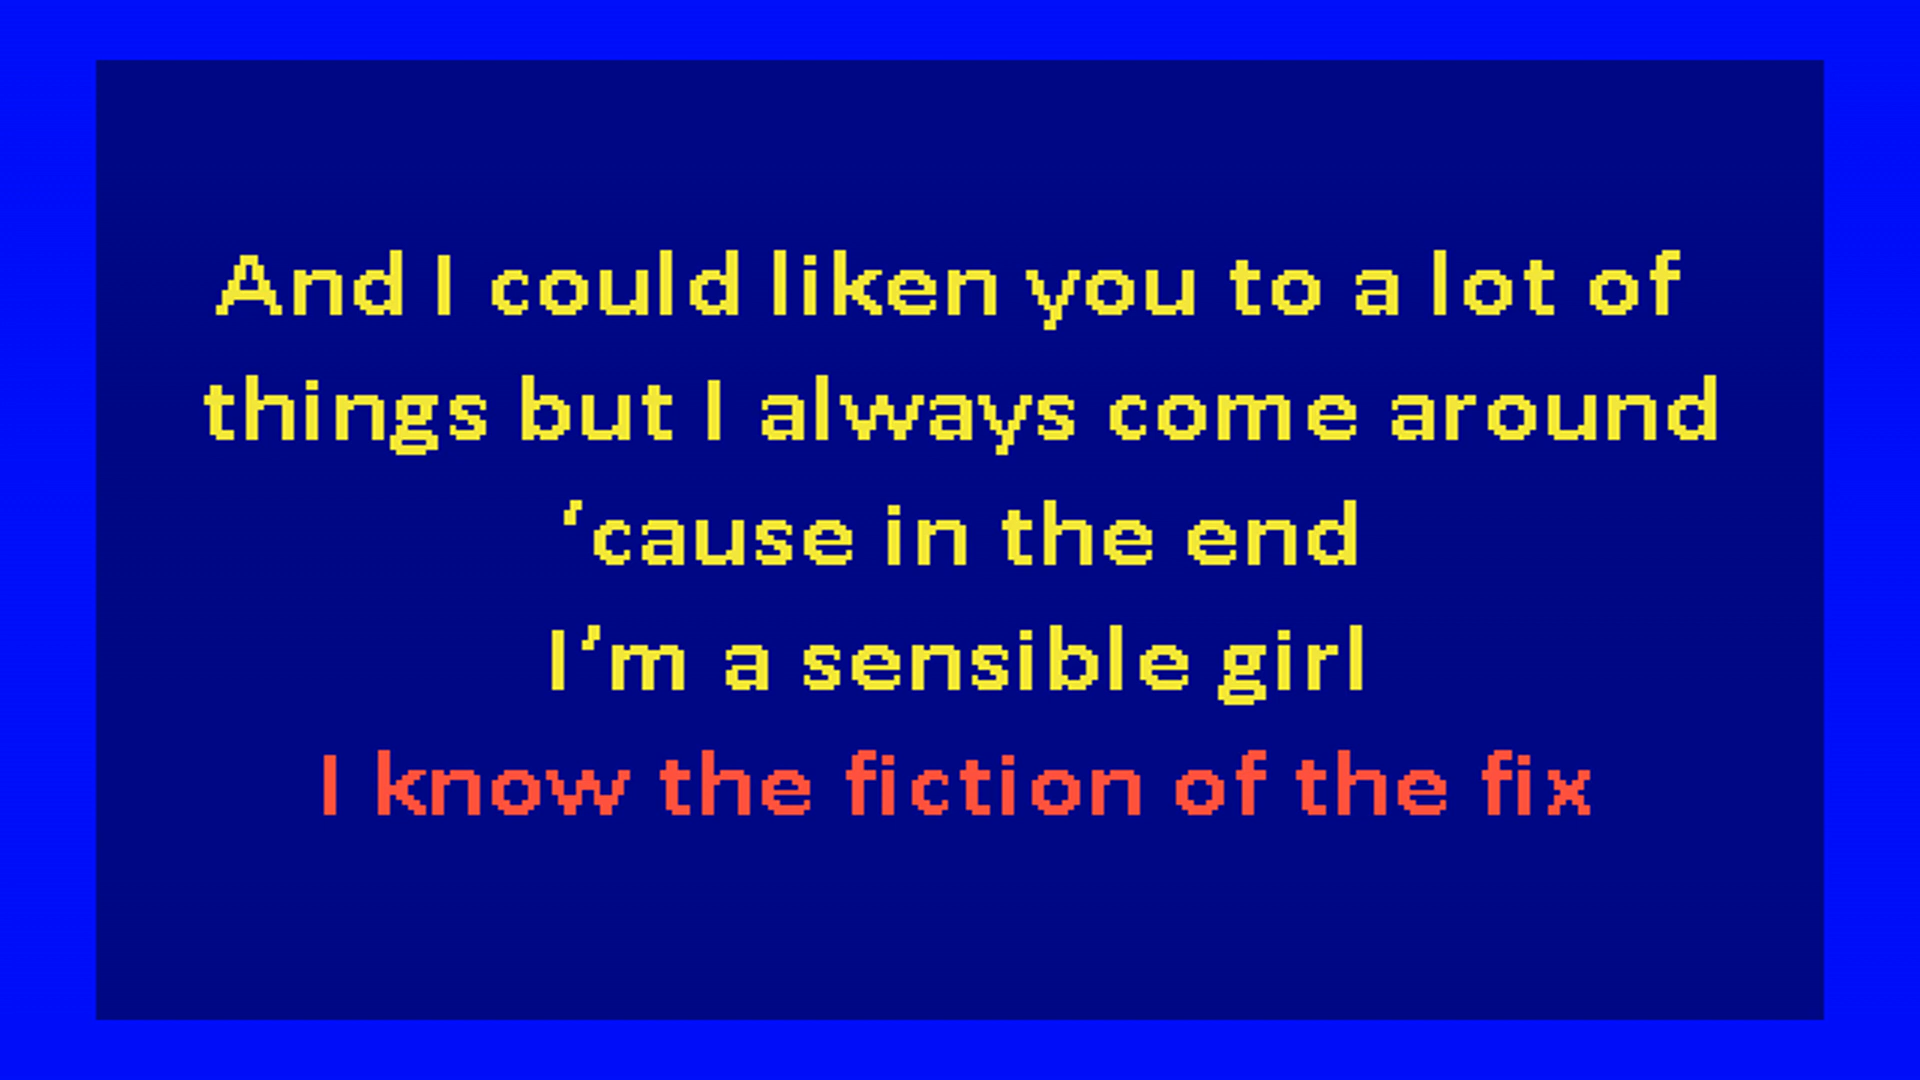 And I could liken you to a lot of
things but I always come around
’cause in the end
I’m a sensible girl
I know the fiction of the fix